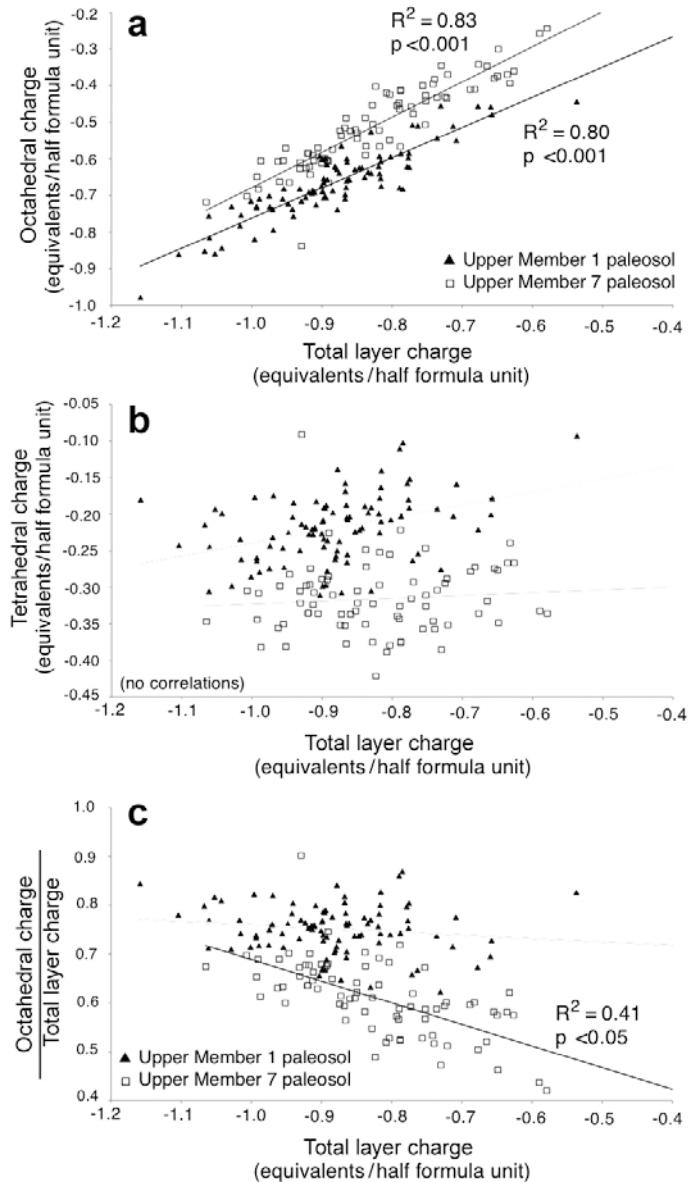 a
R² = 0.83
p <0.001
R² = 0.80
p <0.001
Octahedral charge
(equivalents/half formula unit)
-0.2
-0.3
-0.4
-0.5
-0.6
-0.7
-0.8
-0.9
-1.0
▲ Upper Member 1 paleosol
□ Upper Member 7 paleosol
-1.2 -1.1 -1.0 -0.9 -0.8 -0.7 -0.6 -0.5 -0.4
Total layer charge
(equivalents/half formula unit)
b
Tetrahedral charge
(equivalents/half formula unit)
-0.05
-0.10
-0.15
-0.20
-0.25
-0.30
-0.35
-0.40
-0.45
(no correlations)
-1.2 -1.1 -1.0 -0.9 -0.8 -0.7 -0.6 -0.5 -0.4
Total layer charge
(equivalents/half formula unit)
c
Octahedral charge
Total layer charge
1.0
0.9
0.8
0.7
0.6
0.5
0.4
R² = 0.41
p <0.05
▲ Upper Member 1 paleosol
□ Upper Member 7 paleosol
-1.2 -1.1 -1.0 -0.9 -0.8 -0.7 -0.6 -0.5 -0.4
Total layer charge
(equivalents/half formula unit)